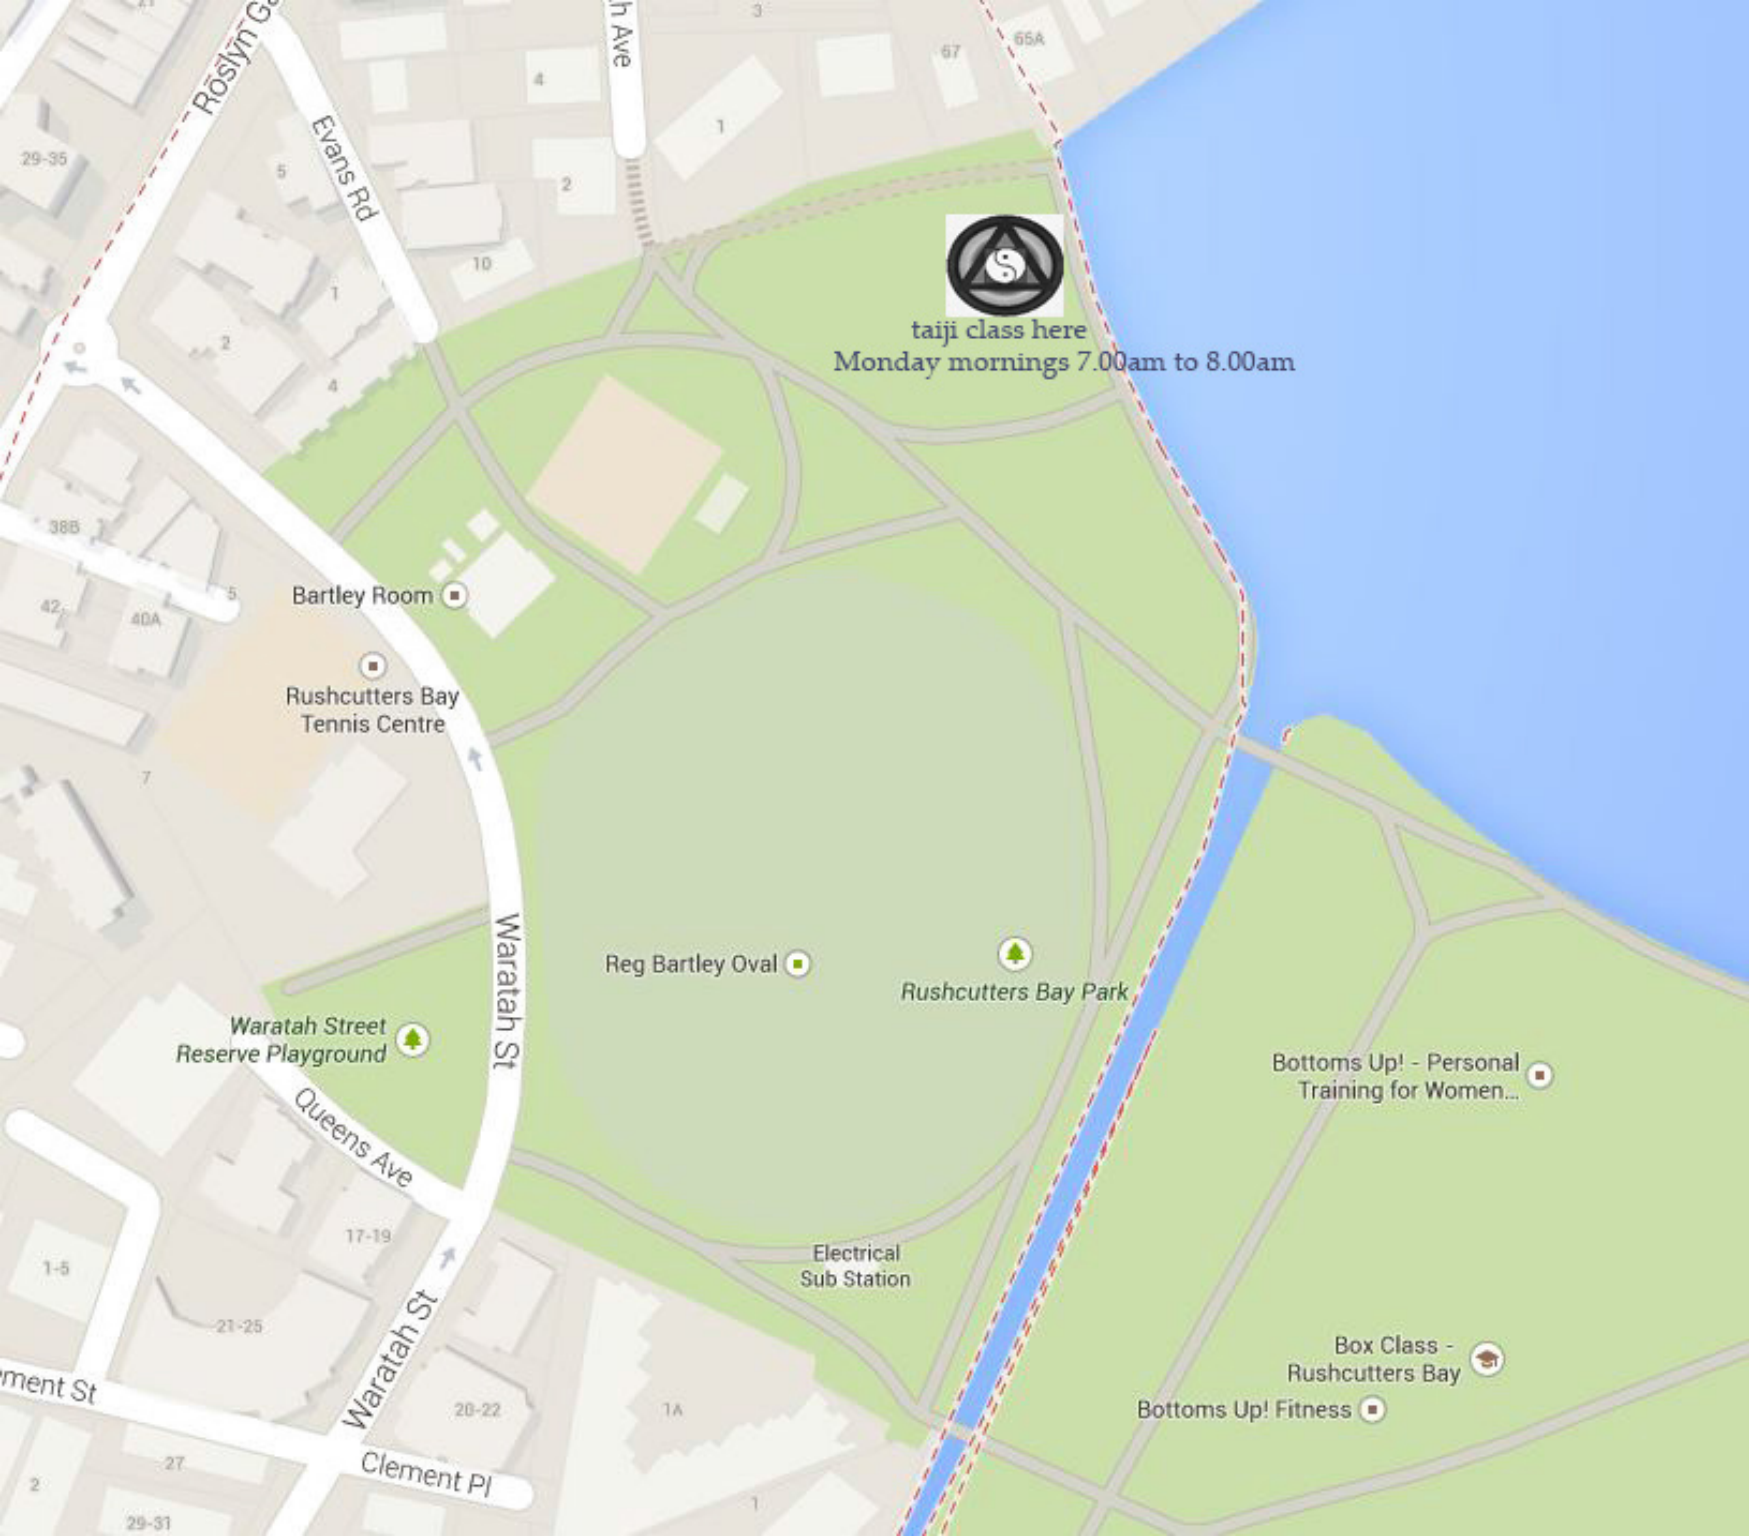 21
3
Roslyn Ga
h Ave
65A
67
4
1
29-35
Evans Rd
5
2
10
1
2
4
taiji class here
Monday mornings 7.00am to 8.00am
38B
5
42
40A
Bartley Room
Rushcutters Bay
Tennis Centre
7
Waratah St
Reg Bartley Oval
Rushcutters Bay Park
Waratah Street
Reserve Playground
Bottoms Up! - Personal
Training for Women...
Queens Ave
17-19
1-5
Electrical
Sub Station
21-25
Waratah St
Box Class -
Rushcutters Bay
Bottoms Up! Fitness
ment St
20-22
1A
Clement Pl
27
2
1
29-31